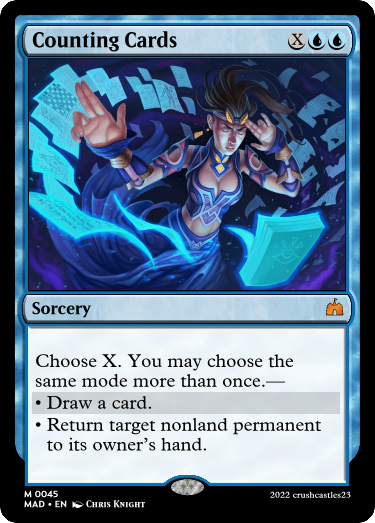 Counting Cards X
Sorcery
Choose X. You may choose the
same mode more than once.—
• Draw a card.
• Return target nonland permanent
to its owner's hand.
M 0045
MAD • EN Chris Knight
2022 crushcastles23